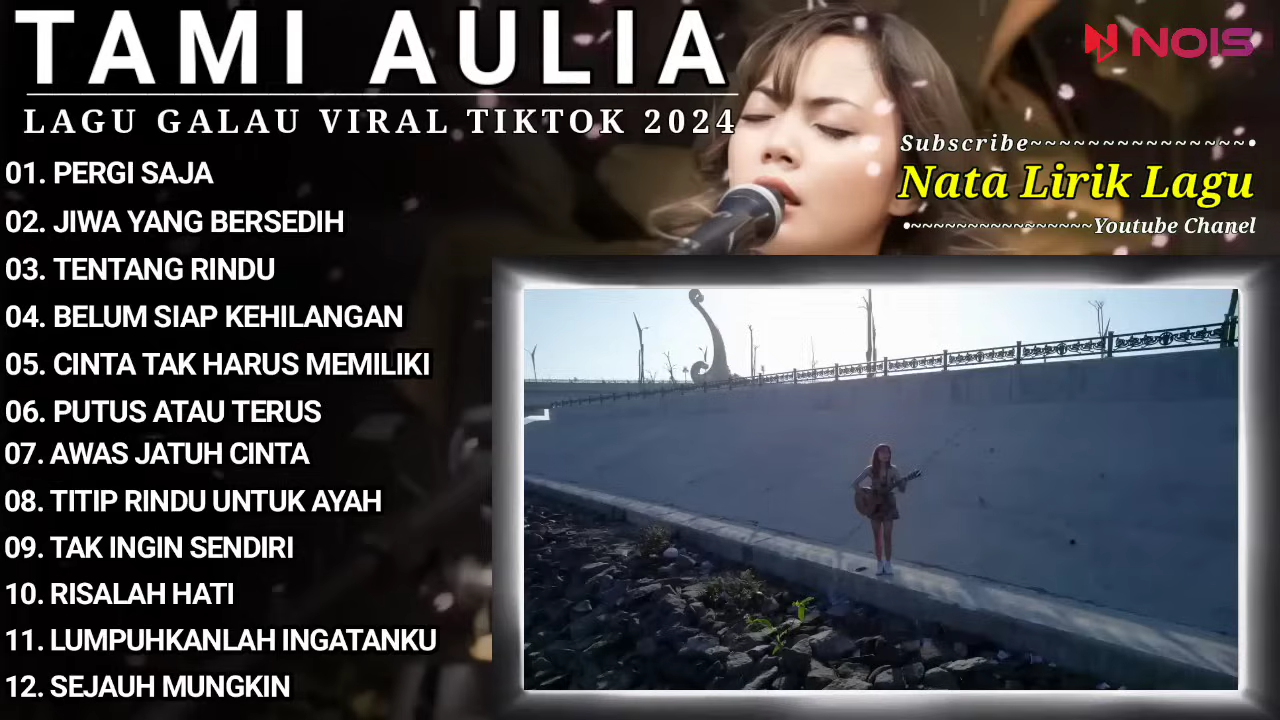 TAMI AULIA
LAGU GALAU VIRAL TIKTOK 2024
NOIS
Subscribe~~~~~~~~~~~~~~~•
Nata Lirik Lagu
•~~~~~~~~~~~~~~~~Youtube Chanel
01. PERGI SAJA
02. JIWA YANG BERSEDIH
03. TENTANG RINDU
04. BELUM SIAP KEHILANGAN
05. CINTA TAK HARUS MEMILIKI
06. PUTUS ATAU TERUS
07. AWAS JATUH CINTA
08. TITIP RINDU UNTUK AYAH
09. TAK INGIN SENDIRI
10. RISALAH HATI
11. LUMPUHKANLAH INGATANKU
12. SEJAUH MUNGKIN